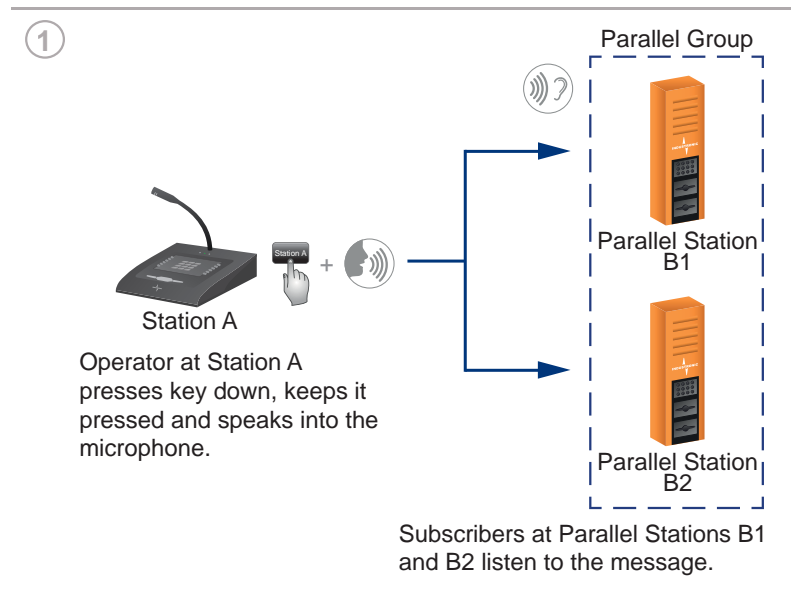 1
Parallel Group
Station A
+
Parallel Station
B1
Station A
Operator at Station A
presses key down, keeps it
pressed and speaks into the
microphone.
Parallel Station
B2
Subscribers at Parallel Stations B1
and B2 listen to the message.